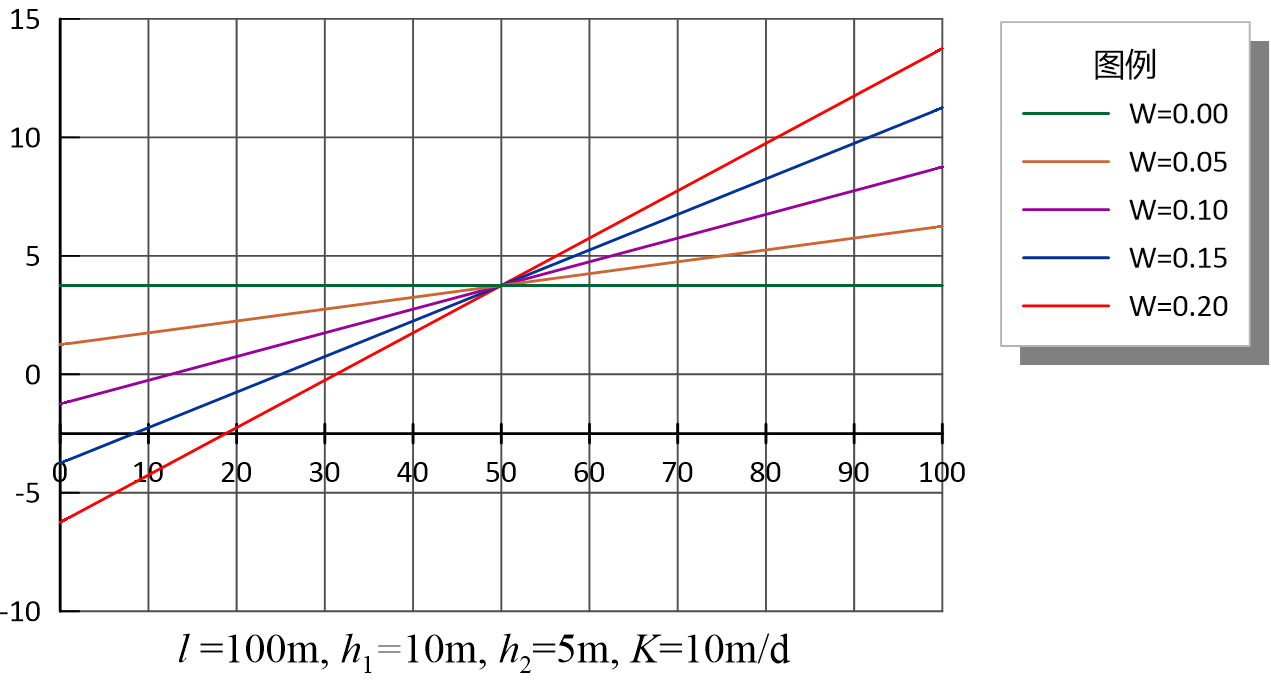 15
10
5
0
-5
-10
0 10 20 30 40 50 60 70 80 90 100
图例
W=0.00
W=0.05
W=0.10
W=0.15
W=0.20
l =100m, h₁=10m, h₂=5m, K=10m/d